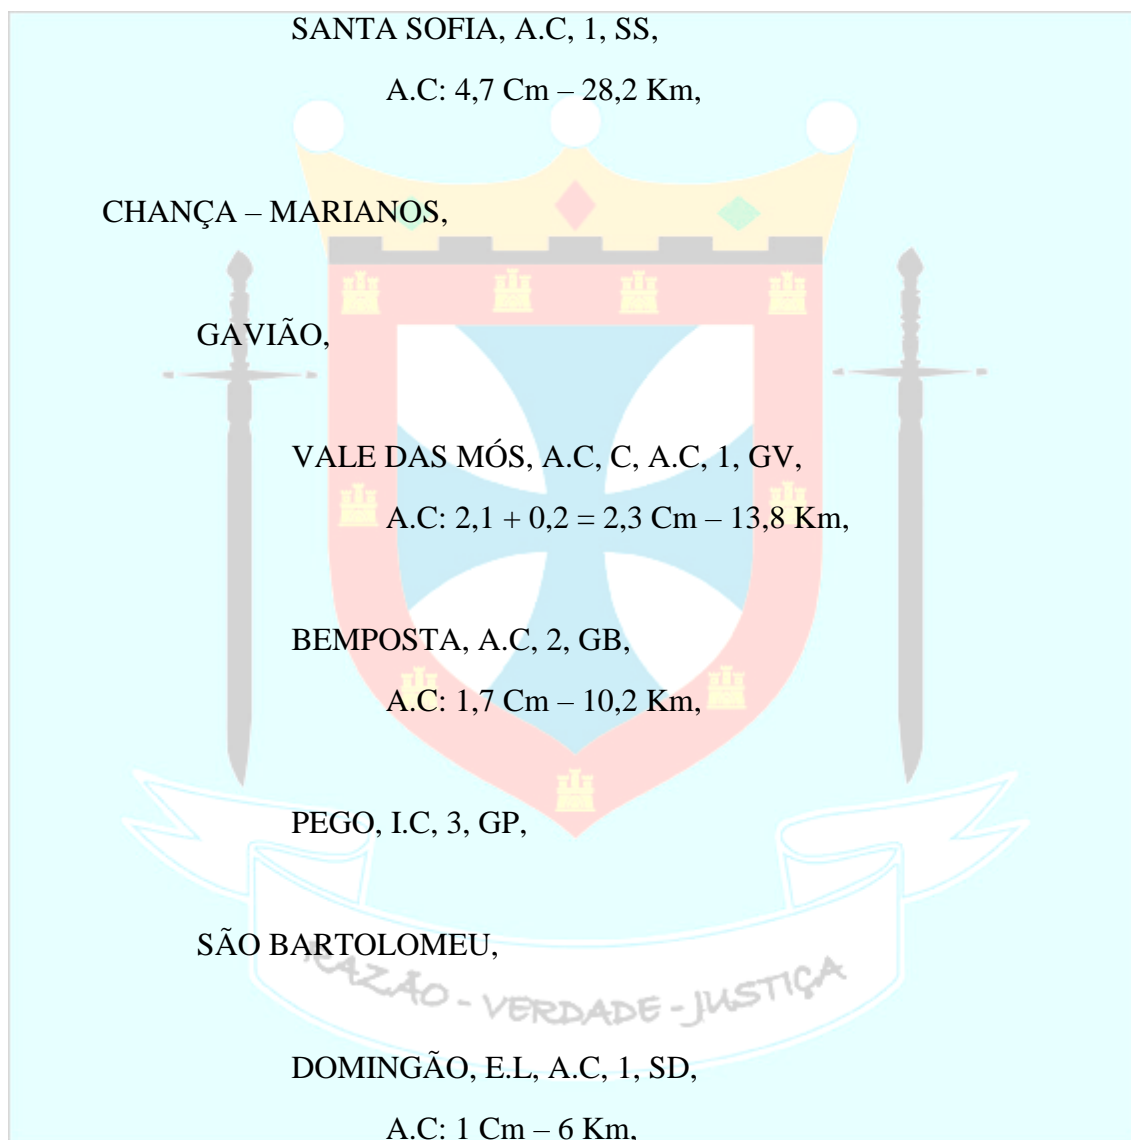 SANTA SOFIA, A.C, 1, SS,
A.C: 4,7 Cm – 28,2 Km,
CHANÇA – MARIANOS,
GAVIÃO,
VALE DAS MÓS, A.C, C, A.C, 1, GV,
A.C: 2,1 + 0,2 = 2,3 Cm – 13,8 Km,
BEMPOSTA, A.C, 2, GB,
A.C: 1,7 Cm – 10,2 Km,
PEGO, I.C, 3, GP,
SÃO BARTOLOMEU,
RAZÃO - VERDADE - JUSTIÇA
DOMINGÃO, E.L, A.C, 1, SD,
A.C: 1 Cm – 6 Km,